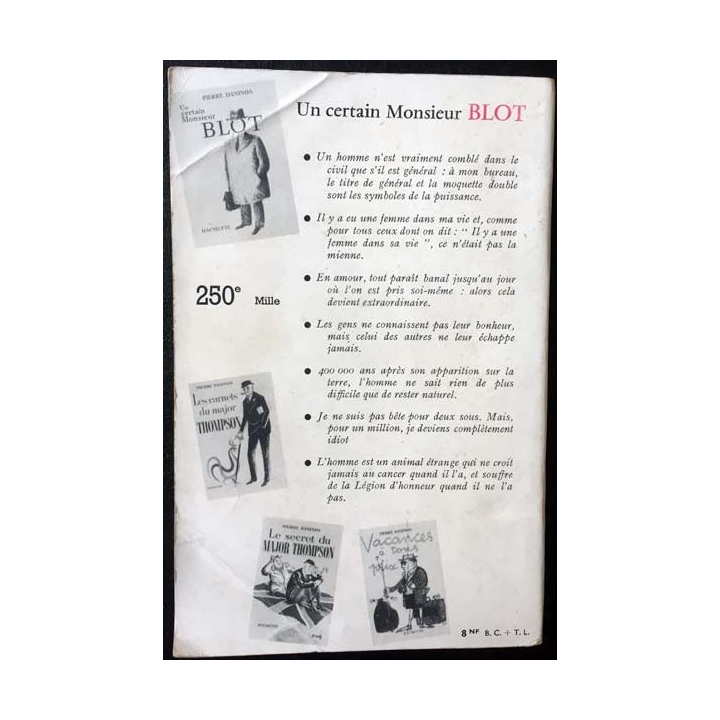 PIERRE DANINOS
Un
certain
Monsieur
BLOT
HACHETTE
Un certain Monsieur BLOT
• Un homme n'est vraiment comblé dans le
civil que s'il est général : à mon bureau,
le titre de général et la moquette double
sont les symboles de la puissance.
• Il y a eu une femme dans ma vie et, comme
pour tous ceux dont on dit : “ Il y a une
femme dans sa vie ”, ce n'était pas la
mienne.
• En amour, tout paraît banal jusqu'au jour
où l'on est pris soi-même : alors cela
devient extraordinaire.
250e Mille
• Les gens ne connaissent pas leur bonheur,
mais celui des autres ne leur échappe
jamais.
• 400 000 ans après son apparition sur la
terre, l'homme ne sait rien de plus
difficile que de rester naturel.
• Je ne suis pas bête pour deux sous. Mais,
pour un million, je deviens complètement
idiot
• L'homme est un animal étrange qui ne croit
jamais au cancer quand il l'a, et souffre
de la Légion d'honneur quand il ne l'a
pas.
PIERRE DANINOS
Les carnets
du major
THOMPSON
PIERRE DANINOS
Le secret du
MAJOR THOMPSON
HACHETTE
PIERRE DANINOS
Vacances
à tous
prix
HACHETTE
8 NF B. C. + T. L.